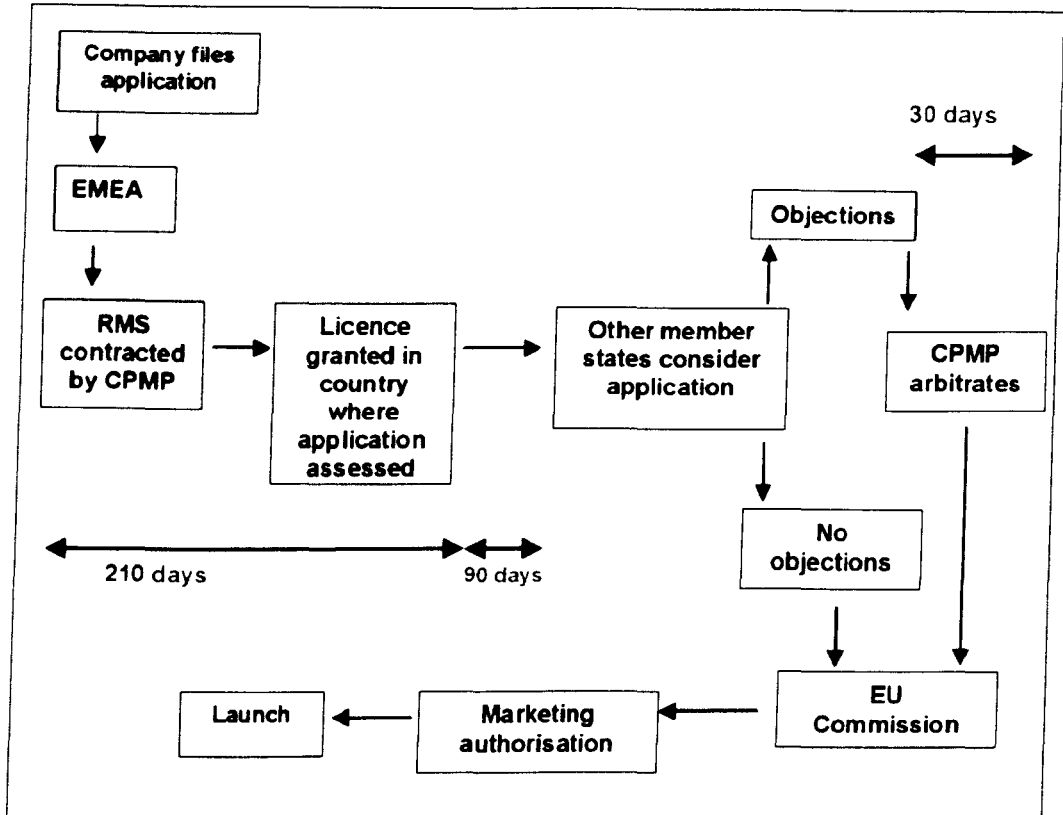 Company files
application
EMEA
RMS
contracted
by CPMP
Licence
granted in
country
where
application
assessed
Other member
states consider
application
Objections
30 days
CPMP
arbitrates
No
objections
210 days
90 days
EU
Commission
Marketing
authorisation
Launch